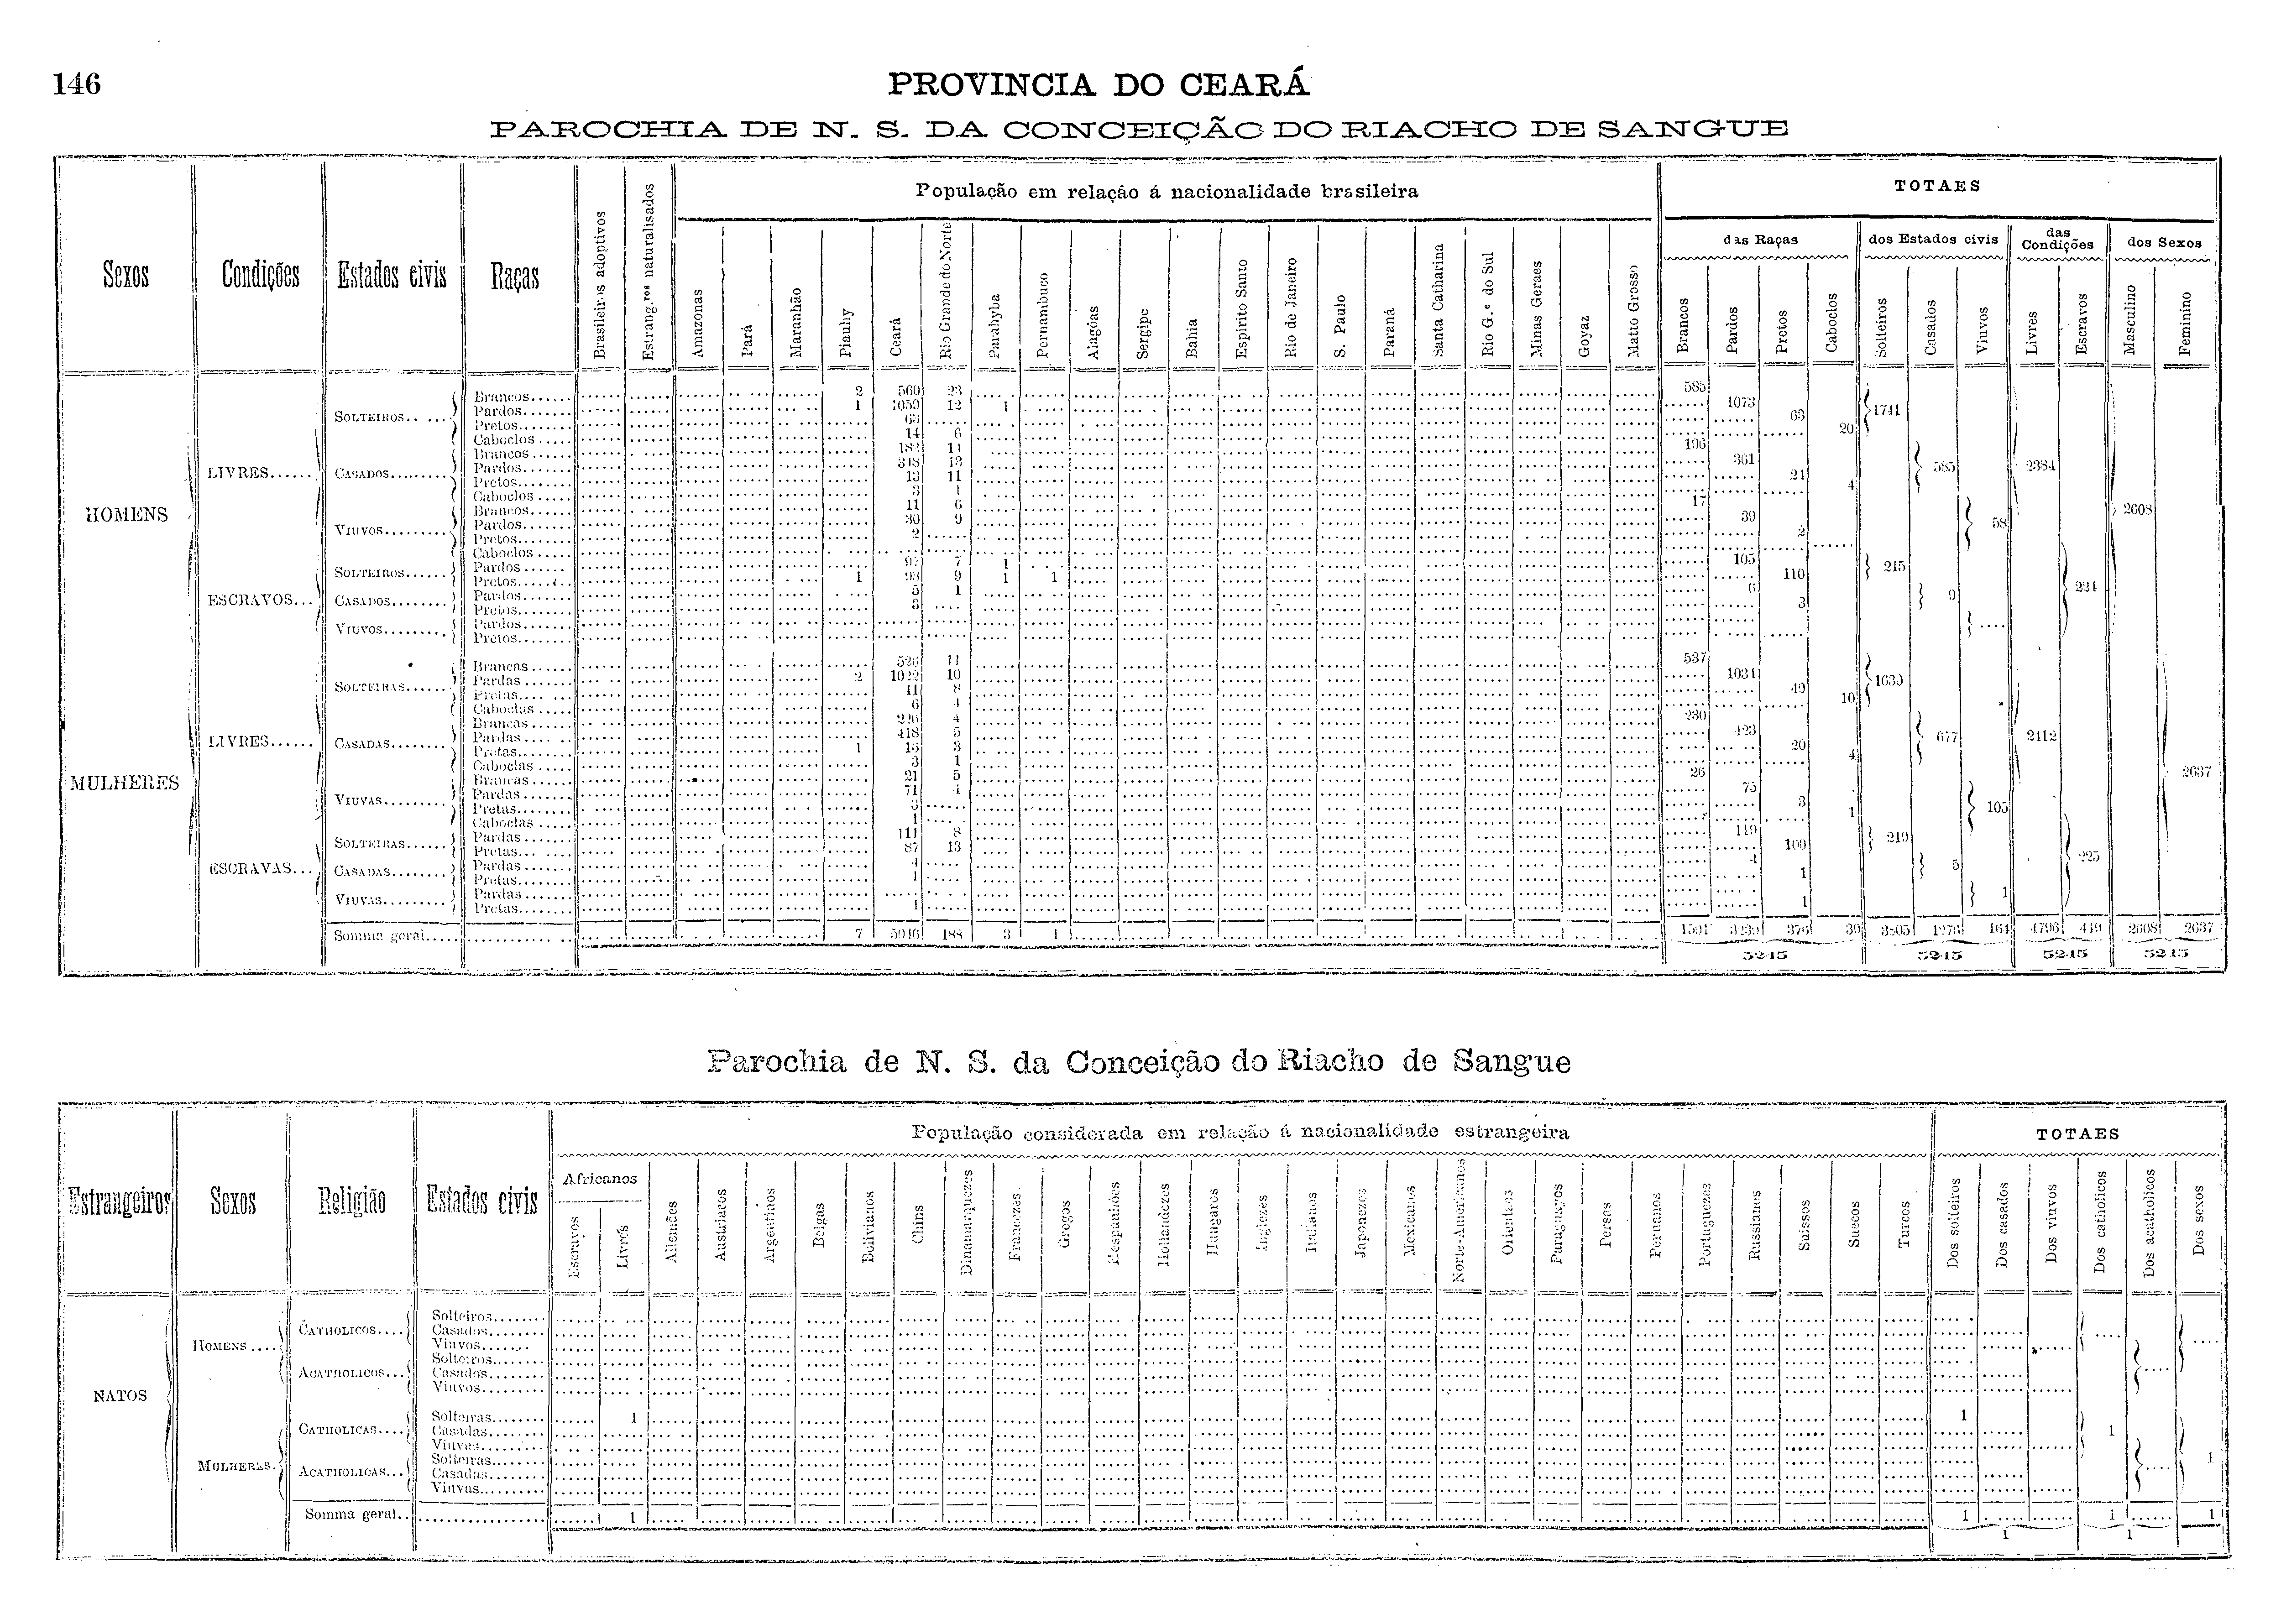 146
PROVINCIA DO CEARÁ
PAROCHIA DE N. S. DA CONCEIÇÃO DO RIACHO DE SANGUE
Sexos Condições Estados civis Raças Brasileiros adoptivos Estrang.ros naturalisados População em relação á nacionalidade brasileira TOTAES
das Raças dos Estados civis das Condições dos Sexos
Amazonas Pará Maranhão Piauhy Ceará Rio Grande do Norte Parahyba Pernambuco Alagôas Sergipe Bahia Espirito Santo Rio de Janeiro S. Paulo Paraná Santa Catharina Rio G.e do Sul Minas Geraes Goyaz Matto Grosso Brancos Pardos Pretos Caboclos Solteiros Casados Viuvos Livres Escravos Masculino Feminino
HOMENS
LIVRES......
SOLTEIROS.. ... 1741
Brancos...... 2 560 23 585
Pardos...... 1 1059 12 1 1073
Pretos...... 63 63
Caboclos..... 14 6 20
CASADOS......... 585 2384
Brancos...... 182 14 196
Pardos...... 348 13 361
Pretos...... 13 11 24
Caboclos..... 3 1 4
VIUVOS......... 58 2608
Brancos...... 11 6 17
Pardos...... 30 9 39
Pretos...... 2 2
Caboclos.....
ESCRAVOS...
SOLTEIROS...... 215
Pardos...... 97 7 1 105
Pretos...... 1 98 9 1 1 110
CASADOS........ 9 224
Pardos...... 5 1 6
Pretos...... 3 3
VIUVOS.........
Pardos......
Pretos.......
MULHERES
LIVRES......
SOLTEIRAS...... 1630
Brancas...... 526 11 537
Pardas...... 2 1022 10 1034
Pretas...... 41 8 49
Caboclas..... 6 4 10
CASADAS........ 677 2412
Brancas...... 226 4 230
Pardas...... 418 5 423
Pretas....... 1 3 20
Caboclas..... 3 1 4
VIUVAS......... 105 2637
Brancas...... 21 5 26
Pardas...... 71 4 75
Pretas....... 3 3
Caboclas..... 1 1
ESCRAVAS...
SOLTEIRAS...... 219
Pardas...... 111 8 119
Pretas....... 87 13 100
CASADAS........ 5 225
Pardas...... 4 4
Pretas....... 1 1
VIUVAS......... 1
Pardas.......
Pretas....... 1 1
Somma geral..... 7 5046 188 3 1 1591 3239 376 39 3805 164 4796 449 2608 2637
5245 5245 5245 5245
Parochia de N. S. da Conceição do Riacho de Sangue
Estrangeiros Sexos Religião Estados civis População considerada em relação á nacionalidade estrangeira TOTAES
Africanos
Escravos Livres Allemães Austriacos Argentinos Belgas Bolivianos Chins Dinamarquezes Francezes Gregos Hespanhóes Hollandezes Hungaros Inglezes Italianos Japonezes Mexicanos Norte-Americanos Orientaes Paraguayos Persas Peruanos Portuguezes Russianos Suissos Suecos Turcos Dos solteiros Dos casados Dos viuvos Dos catholicos Dos acatholicos Dos sexos
NATOS
HOMENS....
CATHOLICOS....
Solteiros.......
Casados........
Viuvos......
ACATHOLICOS...
Solteiros.......
Casados........
Viuvos.........
MULHERES.
CATHOLICAS.... 1
Solteiras........ 1 1
Casadas........
Viuvas.........
ACATHOLICAS... 1
Solteiras........
Casadas........
Viuvas.........
Somma geral.. 1 1 1 1
1 1